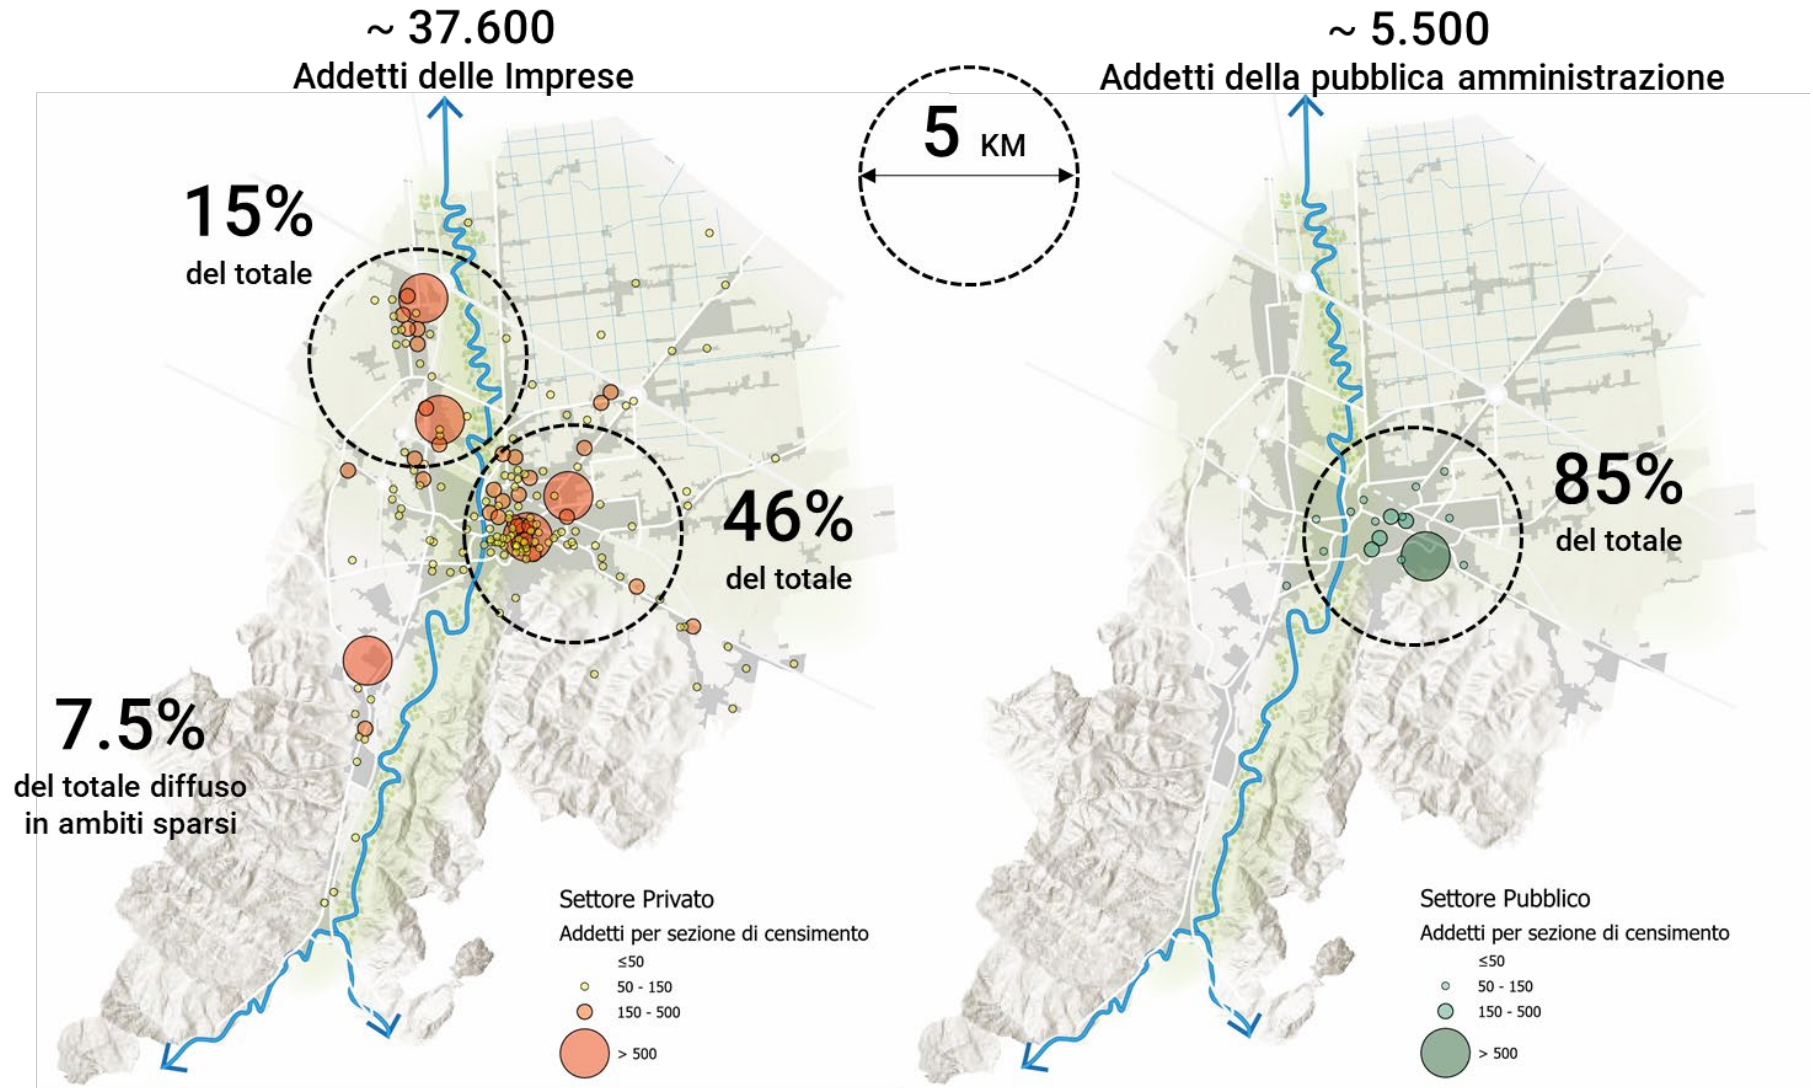 ~ 37.600
Addetti delle Imprese
~ 5.500
Addetti della pubblica amministrazione
5 KM
15%
del totale
46%
del totale
85%
del totale
7.5%
del totale diffuso
in ambiti sparsi
Settore Privato
Addetti per sezione di censimento
≤50
50 - 150
150 - 500
> 500
Settore Pubblico
Addetti per sezione di censimento
≤50
50 - 150
150 - 500
> 500